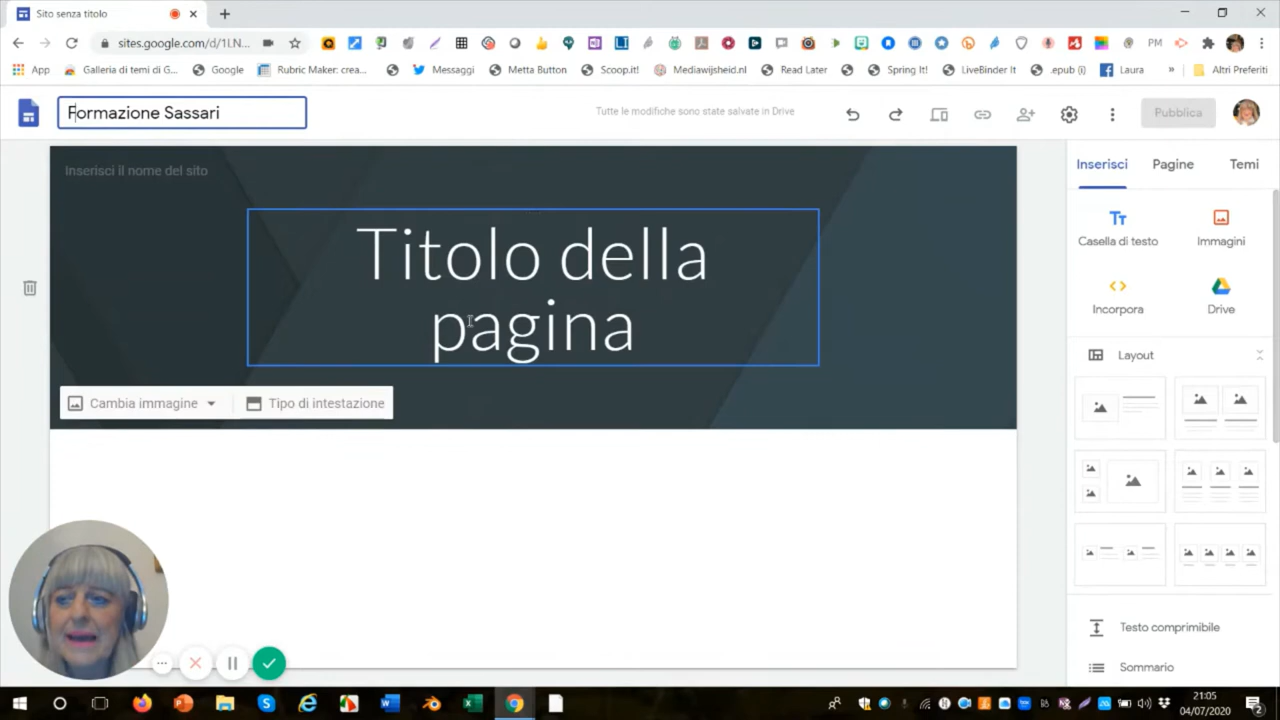 Sito senza titolo
sites.google.com/d/1LN...
PM
App
Galleria di temi di G...
Google
Rubric Maker: crea...
Messaggi
Metta Button
Scoop.it!
Mediawijsheid.nl
Read Later
Spring It!
LiveBinder It
.epub (i)
Laura
»
Altri Preferiti
Formazione Sassari
Tutte le modifiche sono state salvate in Drive
Pubblica
Inserisci il nome del sito
Titolo della
pagina
Cambia immagine
Tipo di intestazione
Inserisci
Pagine
Temi
Casella di testo
Immagini
Incorpora
Drive
Layout
Testo comprimibile
Sommario
21:05
04/07/2020
2